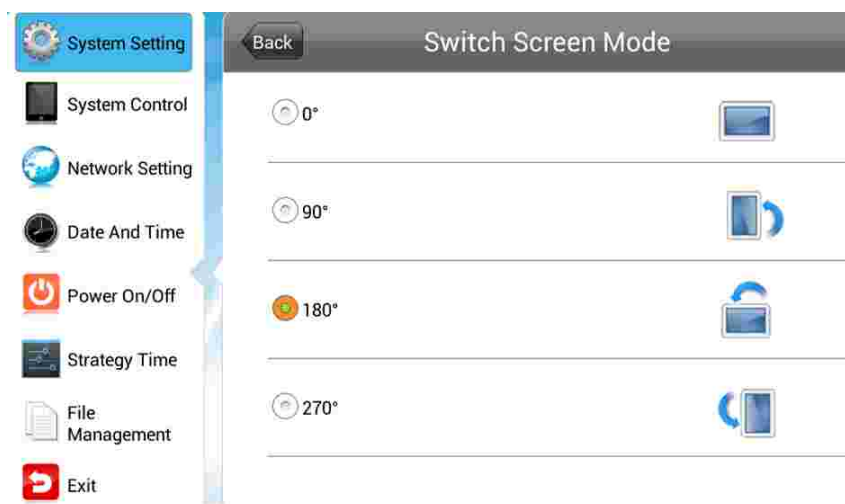 System Setting
System Control
Network Setting
Date And Time
Power On/Off
Strategy Time
File
Management
Exit
Back
Switch Screen Mode
0°
90°
180°
270°